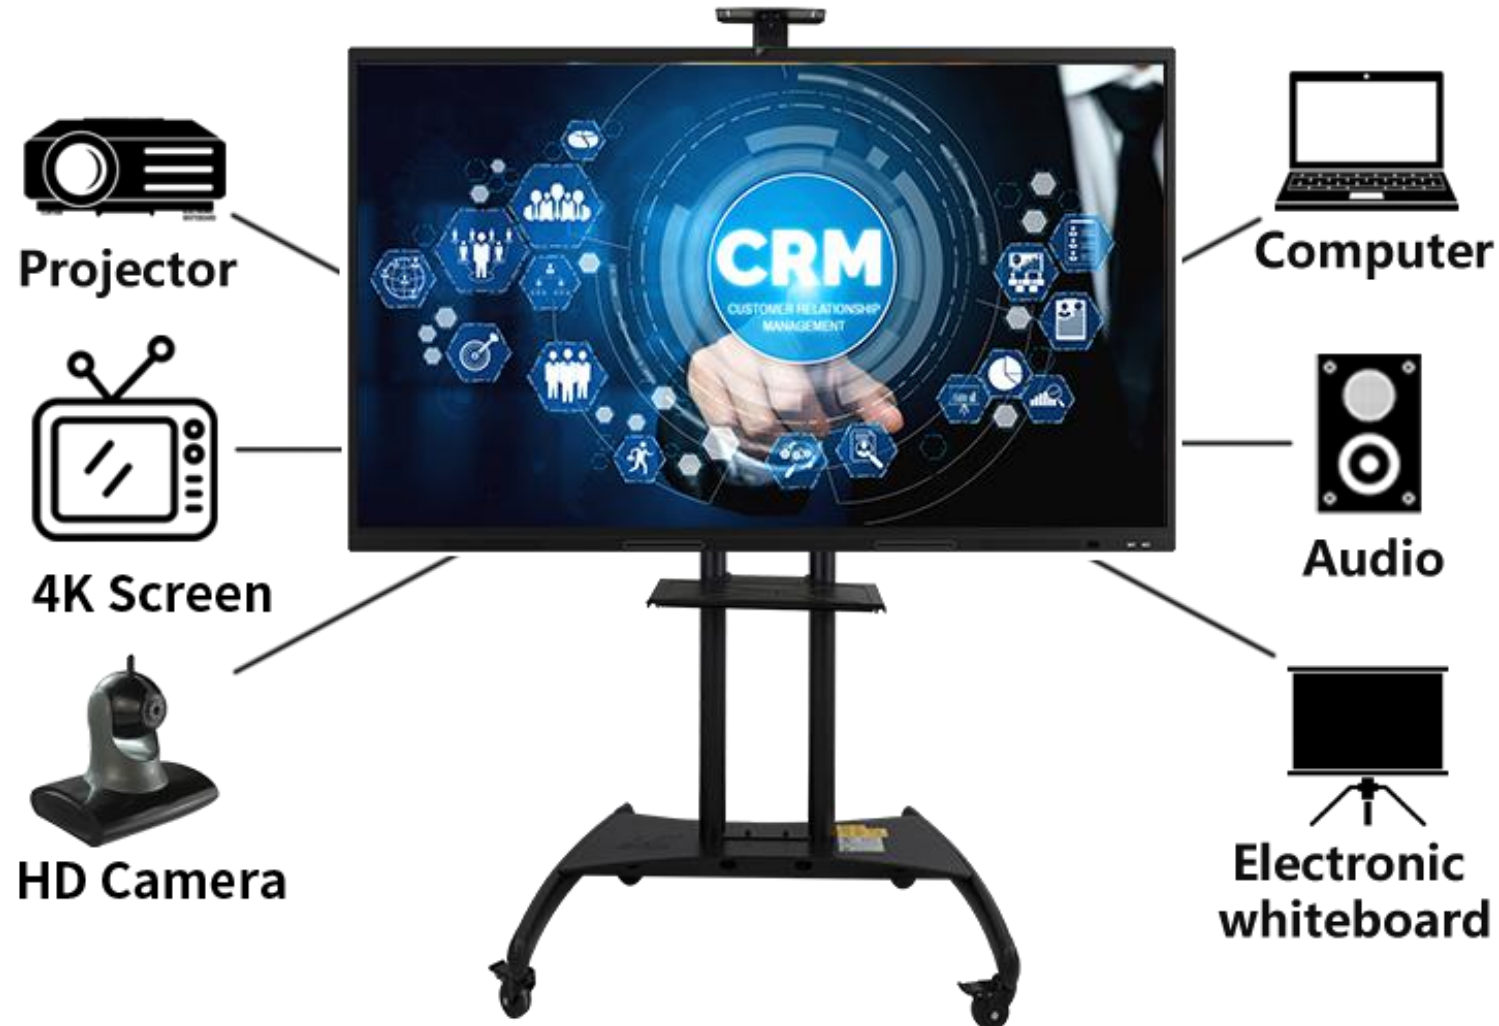 Projector
4K Screen
HD Camera
CRM
CUSTOMER RELATIONSHIP
MANAGEMENT
Computer
Audio
Electronic
whiteboard